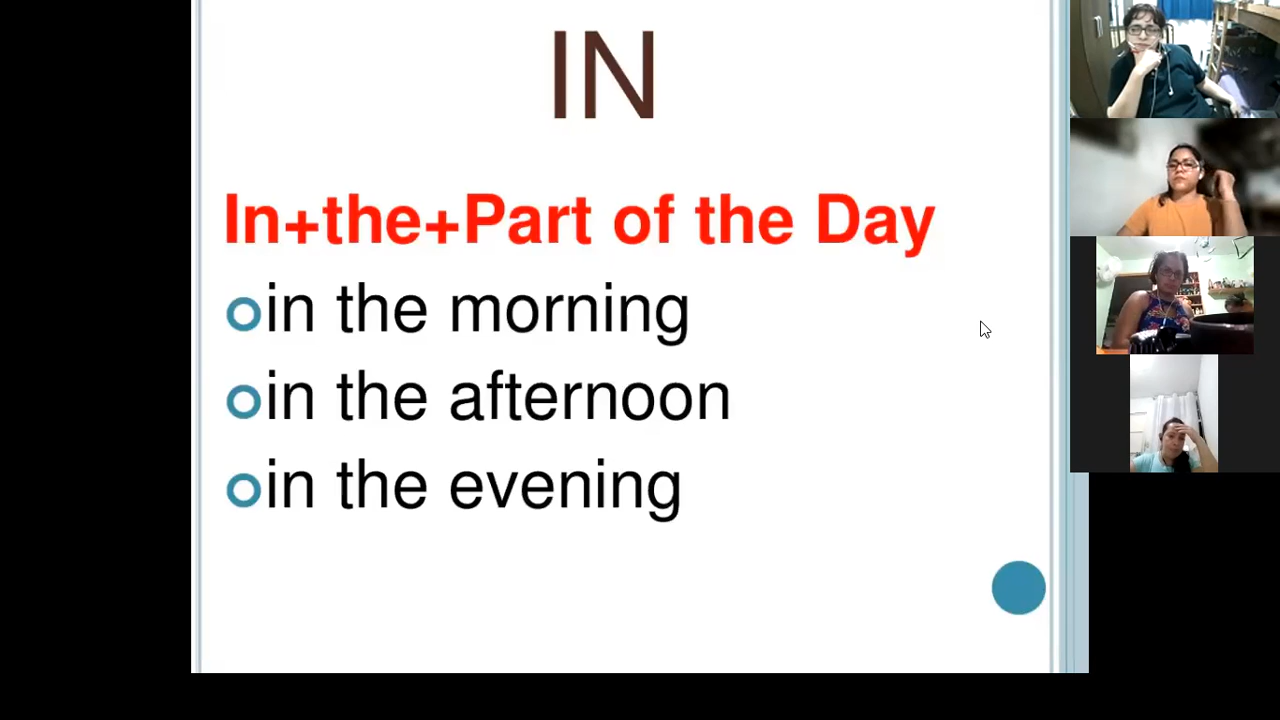 IN
In+the+Part of the Day
in the morning
in the afternoon
in the evening